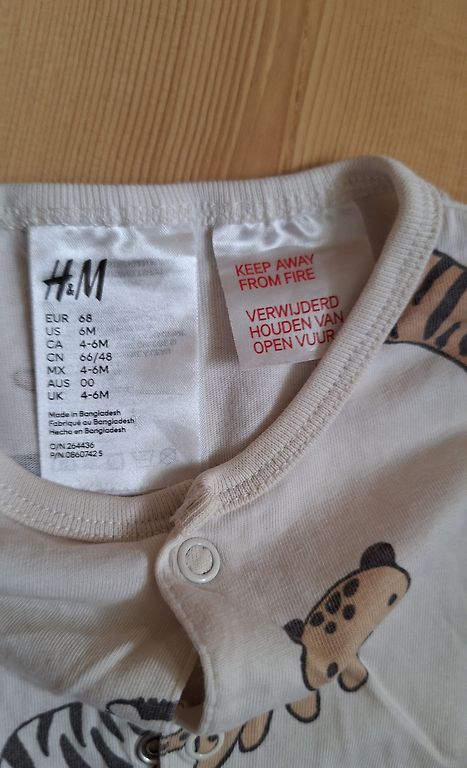 H&M
EUR 68
US 6M
CA 4-6M
CN 66/48
MX 4-6M
AUS 00
UK 4-6M
Made in Bangladesh
Fabriqué au Bangladesh
Hecho en Bangladesh
O/N.264436
P/N.0860742 S
KEEP AWAY
FROM FIRE
VERWIJDERD
HOUDEN VAN
OPEN VUUR